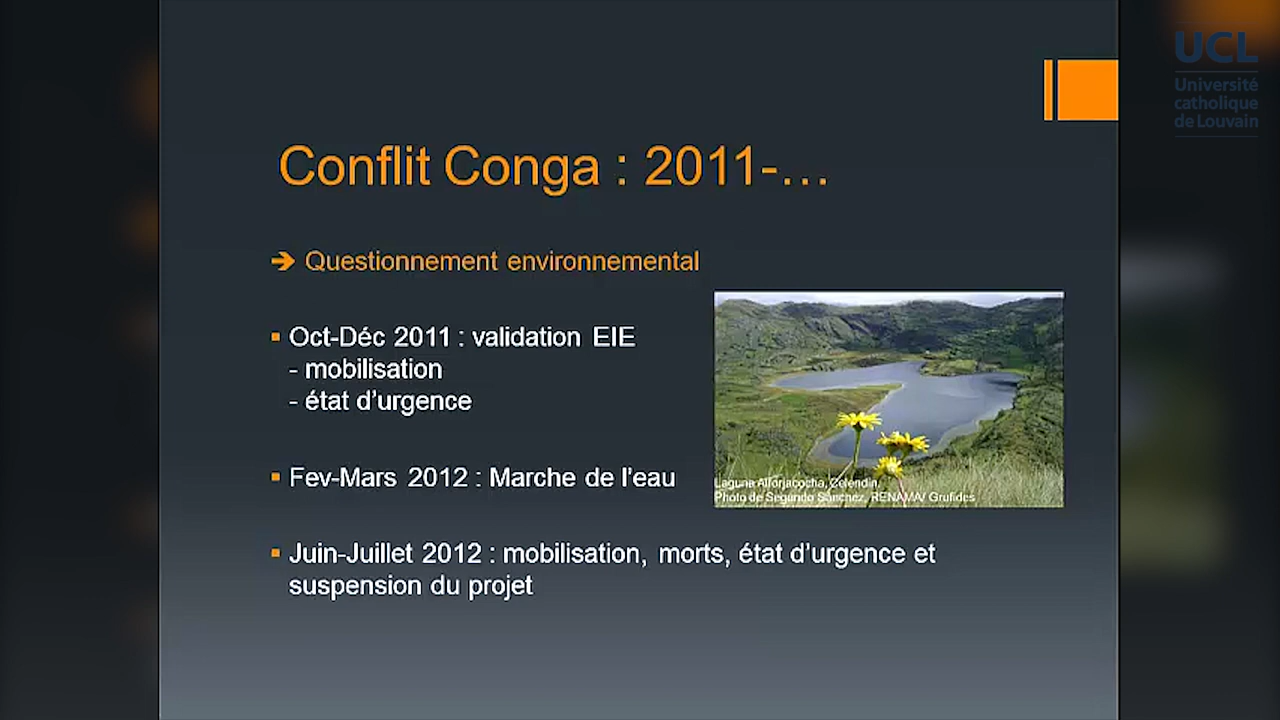 UCL
Université
catholique
de Louvain
Conflit Conga : 2011-…
➔ Questionnement environnemental
▪ Oct-Déc 2011 : validation EIE
- mobilisation
- état d'urgence
▪ Fev-Mars 2012 : Marche de l'eau
Laguna Alforjacocha, Celendin.
Photo de Segundo Sánchez, RENAMA/ Grufides
▪ Juin-Juillet 2012 : mobilisation, morts, état d'urgence et
suspension du projet